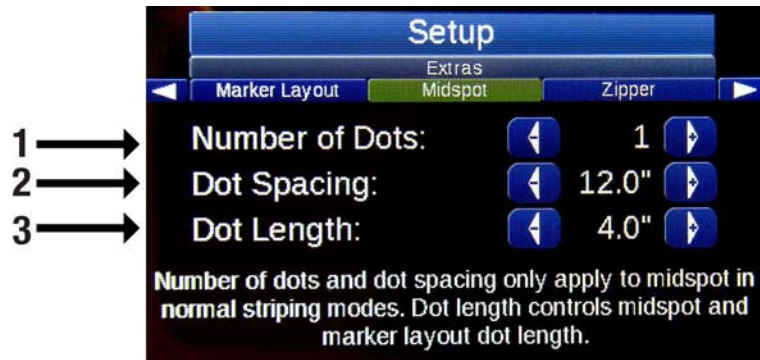 Setup
Extras
Marker Layout Midspot Zipper
1 Number of Dots: - 1 +
2 Dot Spacing: - 12.0" +
3 Dot Length: - 4.0" +
Number of dots and dot spacing only apply to midspot in
normal striping modes. Dot length controls midspot and
marker layout dot length.